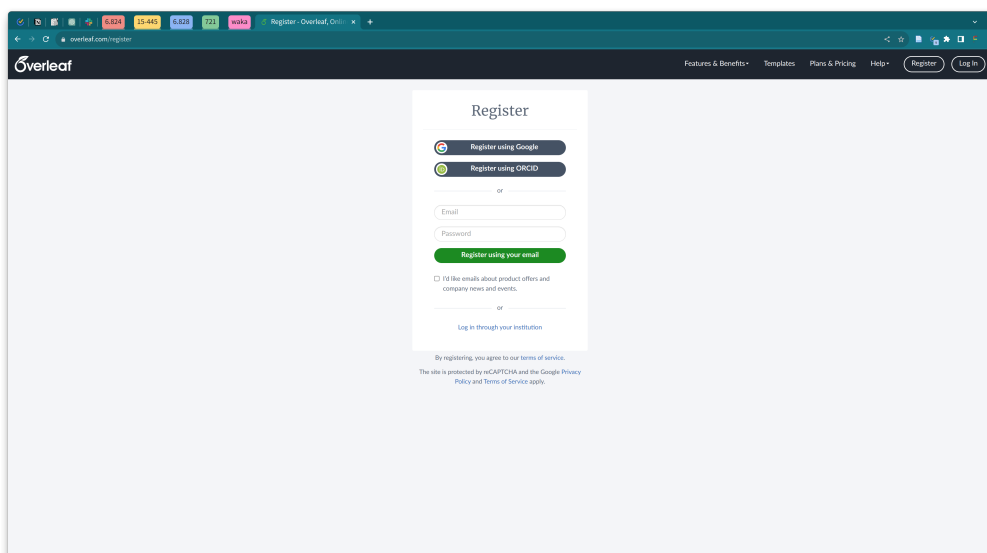 6.824 15-445 6.828 721 waka Register - Overleaf, Onlin
overleaf.com/register
Overleaf Features & Benefits Templates Plans & Pricing Help Register Log In
Register
Register using Google
Register using ORCID
or
Email
Password
Register using your email
I'd like emails about product offers and
company news and events.
or
Log in through your institution
By registering, you agree to our terms of service.
The site is protected by reCAPTCHA and the Google Privacy
Policy and Terms of Service apply.